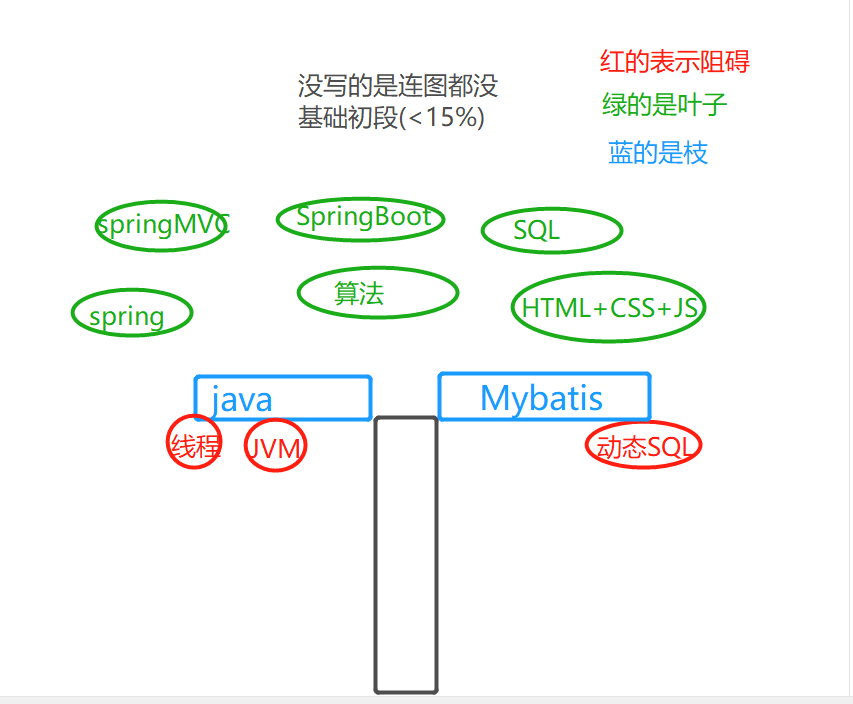 红的表示阻碍
没写的是连图都没
基础初段(<15%)
绿的是叶子
蓝的是枝
springMVC
SpringBoot
SQL
spring
算法
HTML+CSS+JS
java
Mybatis
线程
JVM
动态SQL